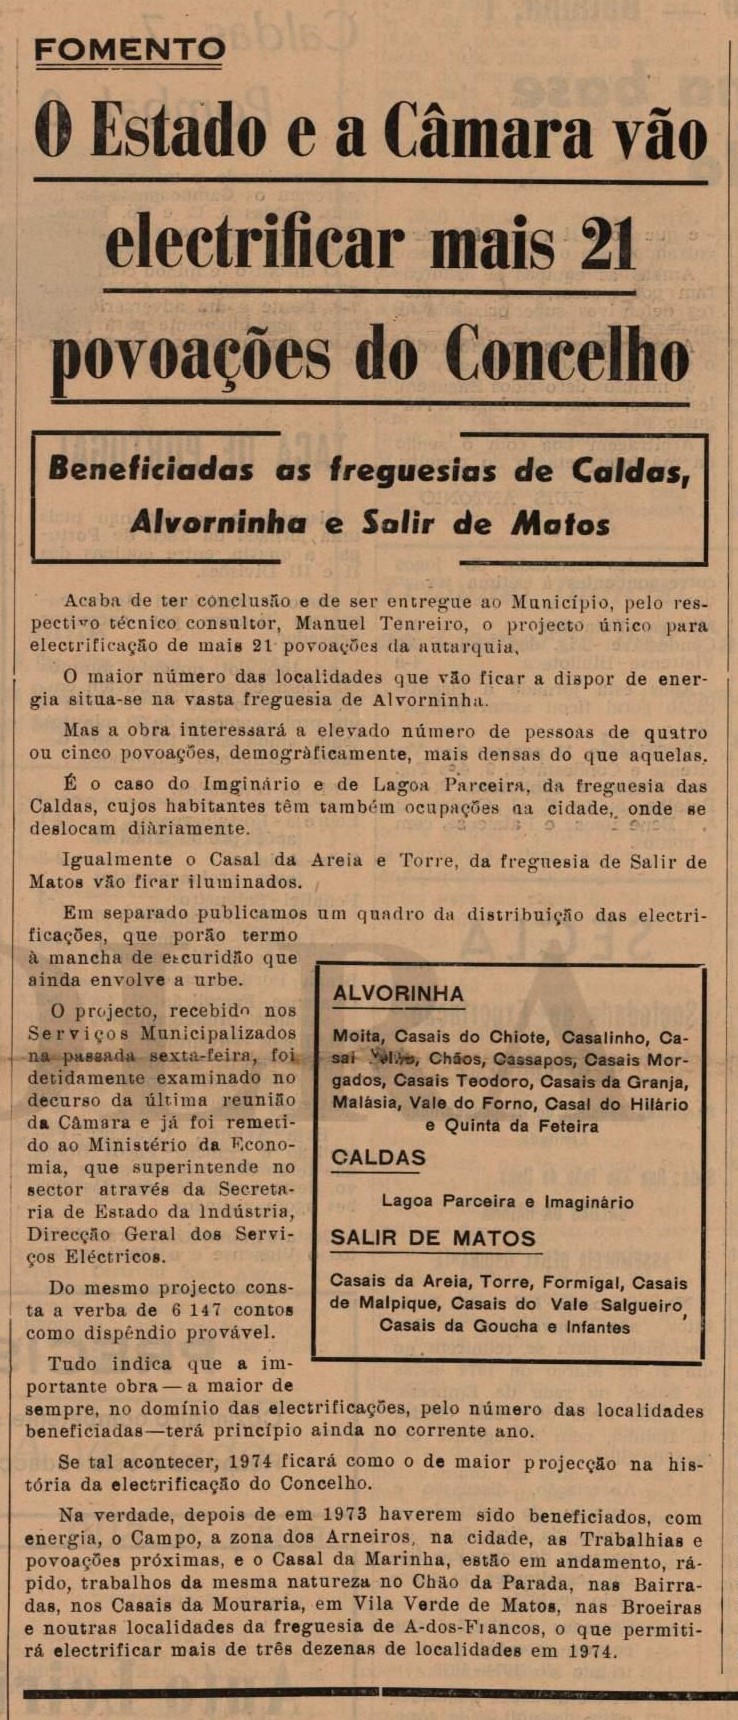 FOMENTO
O Estado e a Câmara vão
electrificar mais 21
povoações do Concelho
Beneficiadas as freguesias de Caldas,
Alvorninha e Salir de Matos
Acaba de ter conclusão e de ser entregue ao Município, pelo res-
pectivo técnico consultor, Manuel Tenreiro, o projecto único para
electrificação de mais 21 povoações da autarquia.
O maior número das localidades que vão ficar a dispor de ener-
gia situa-se na vasta freguesia de Alvorninha.
Mas a obra interessará a elevado número de pessoas de quatro
ou cinco povoações, demogràficamente, mais densas do que aquelas.
É o caso do Imginário e de Lagoa Parceira, da freguesia das
Caldas, cujos habitantes têm também ocupações na cidade, onde se
deslocam diàriamente.
Igualmente o Casal da Areia e Torre, da freguesia de Salir de
Matos vão ficar iluminados.
Em separado publicamos um quadro da distribuição das electri-
ficações, que porão termo
à mancha de escuridão que
ainda envolve a urbe.
O projecto, recebido nos
Serviços Municipalizados
na passada sexta-feira, foi
detidamente examinado no
decurso da última reunião
da Câmara e já foi remeti-
do ao Ministério da Econo-
mia, que superintende no
sector através da Secreta-
ria de Estado da Indústria,
Direcção Geral dos Servi-
ços Eléctricos.
Do mesmo projecto cons-
ta a verba de 6 147 contos
como dispêndio provável.
Tudo indica que a im-
portante obra — a maior de
sempre, no domínio das electrificações, pelo número das localidades
beneficiadas—terá princípio ainda no corrente ano.
Se tal acontecer, 1974 ficará como o de maior projecção na his-
tória da electrificação do Concelho.
Na verdade, depois de em 1973 haverem sido beneficiados, com
energia, o Campo, a zona dos Arneiros, na cidade, as Trabalhias e
povoações próximas, e o Casal da Marinha, estão em andamento, rá-
pido, trabalhos da mesma natureza no Chão da Parada, nas Bairra-
das, nos Casais da Mouraria, em Vila Verde de Matos, nas Broeiras
e noutras localidades da freguesia de A-dos-Francos, o que permiti-
rá electrificar mais de três dezenas de localidades em 1974.
ALVORINHA
Moita, Casais do Chiote, Casalinho, Ca-
sal Chãos, Cassapos, Casais Mor-
gados, Casais Teodoro, Casais da Granja,
Malásia, Vale do Forno, Casal do Hilário
e Quinta da Feteira
CALDAS
Lagoa Parceira e Imaginário
SALIR DE MATOS
Casais da Areia, Torre, Formigal, Casais
de Malpique, Casais do Vale Salgueiro,
Casais da Goucha e Infantes